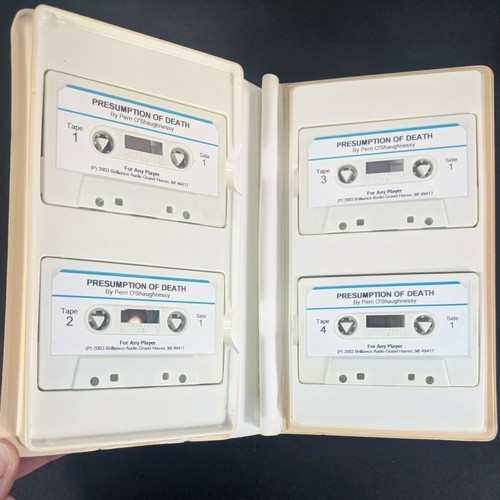 PRESUMPTION OF DEATH
By Perri O'Shaughnessy
Tape
1
Side
1
For Any Player
(P) 2003 Brilliance Audio Grand Haven, MI 49417
PRESUMPTION OF DEATH
By Perri O'Shaughnessy
Tape
2
Side
1
For Any Player
(P) 2003 Brilliance Audio Grand Haven, MI 49417
PRESUMPTION OF DEATH
By Perri O'Shaughnessy
Tape
3
Side
1
For Any Player
(P) 2003 Brilliance Audio Grand Haven, MI 49417
PRESUMPTION OF DEATH
By Perri O'Shaughnessy
Tape
4
Side
1
For Any Player
(P) 2003 Brilliance Audio Grand Haven, MI 49417